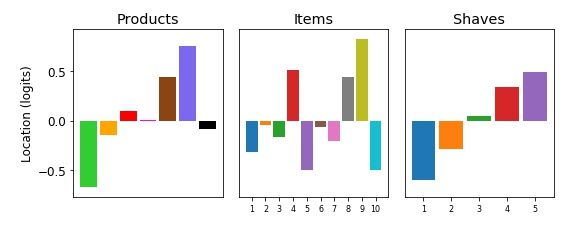 Products Items Shaves
Location (logits)
0.5
0.0
−0.5
1 2 3 4 5 6 7 8 9 10
1 2 3 4 5